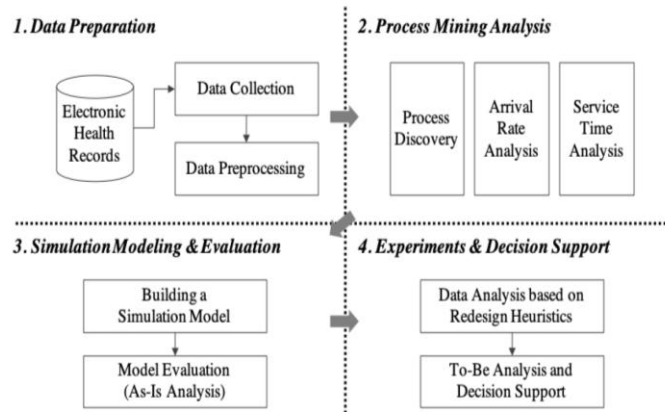 1. Data Preparation
Electronic
Health
Records
Data Collection
Data Preprocessing
2. Process Mining Analysis
Process
Discovery
Arrival
Rate
Analysis
Service
Time
Analysis
3. Simulation Modeling & Evaluation
Building a
Simulation Model
Model Evaluation
(As-Is Analysis)
4. Experiments & Decision Support
Data Analysis based on
Redesign Heuristics
To-Be Analysis and
Decision Support